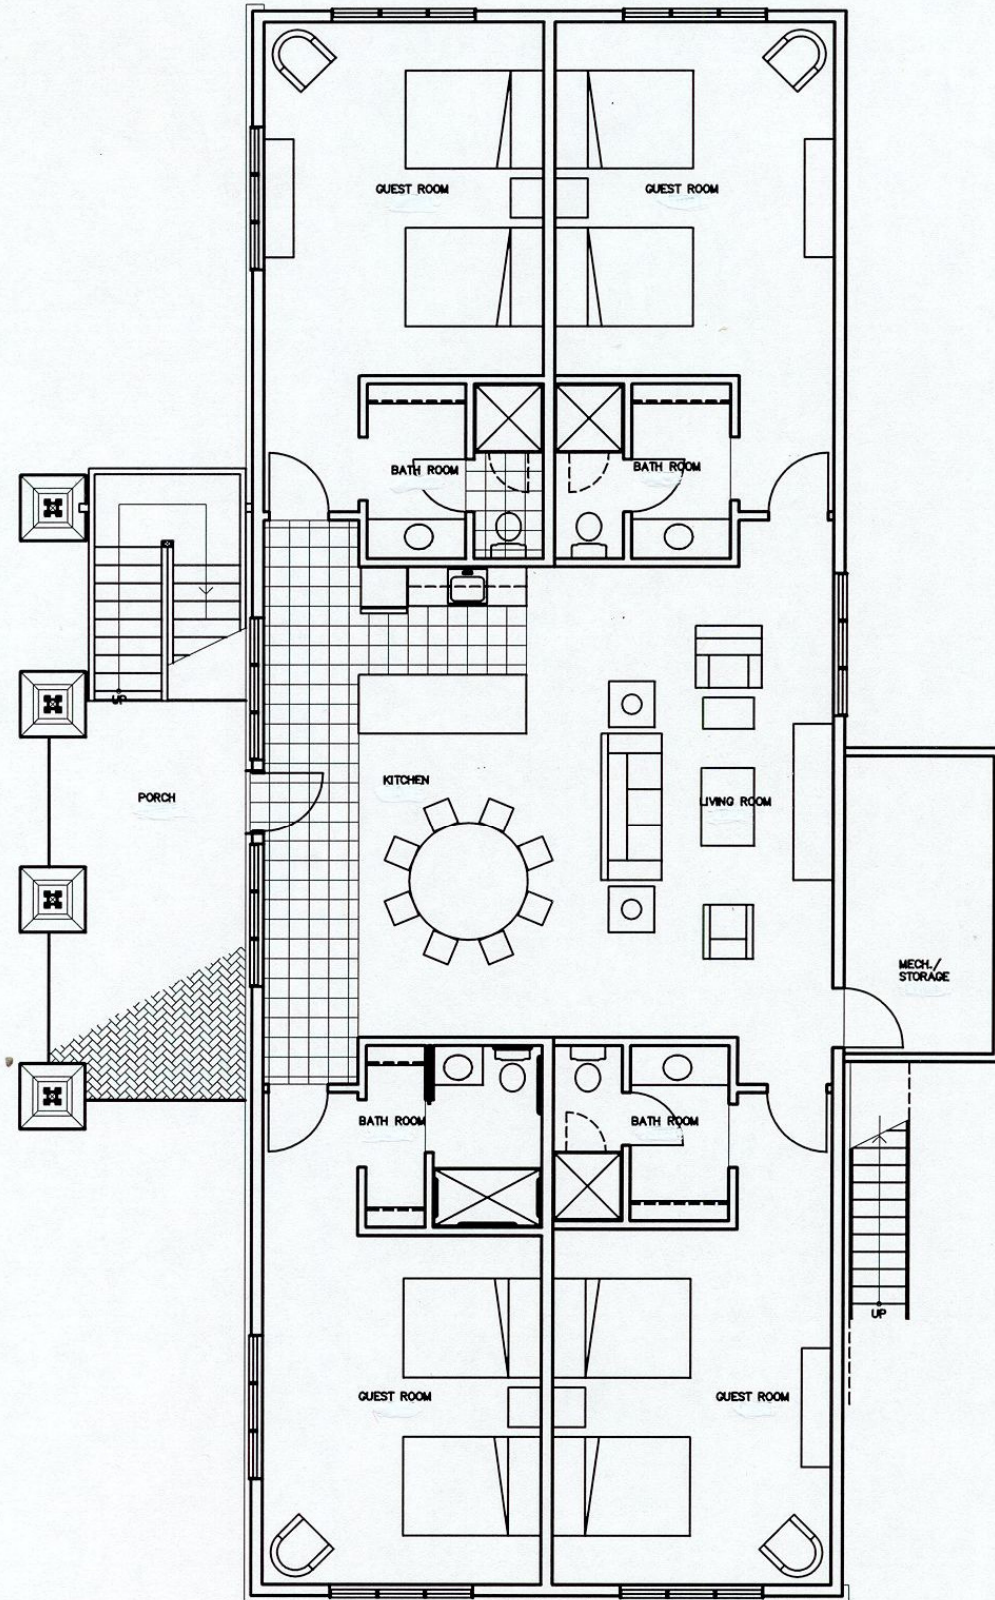 GUEST ROOM
GUEST ROOM
BATH ROOM
BATH ROOM
UP
KITCHEN
PORCH
LIVING ROOM
MECH./
STORAGE
BATH ROOM
BATH ROOM
UP
GUEST ROOM
GUEST ROOM